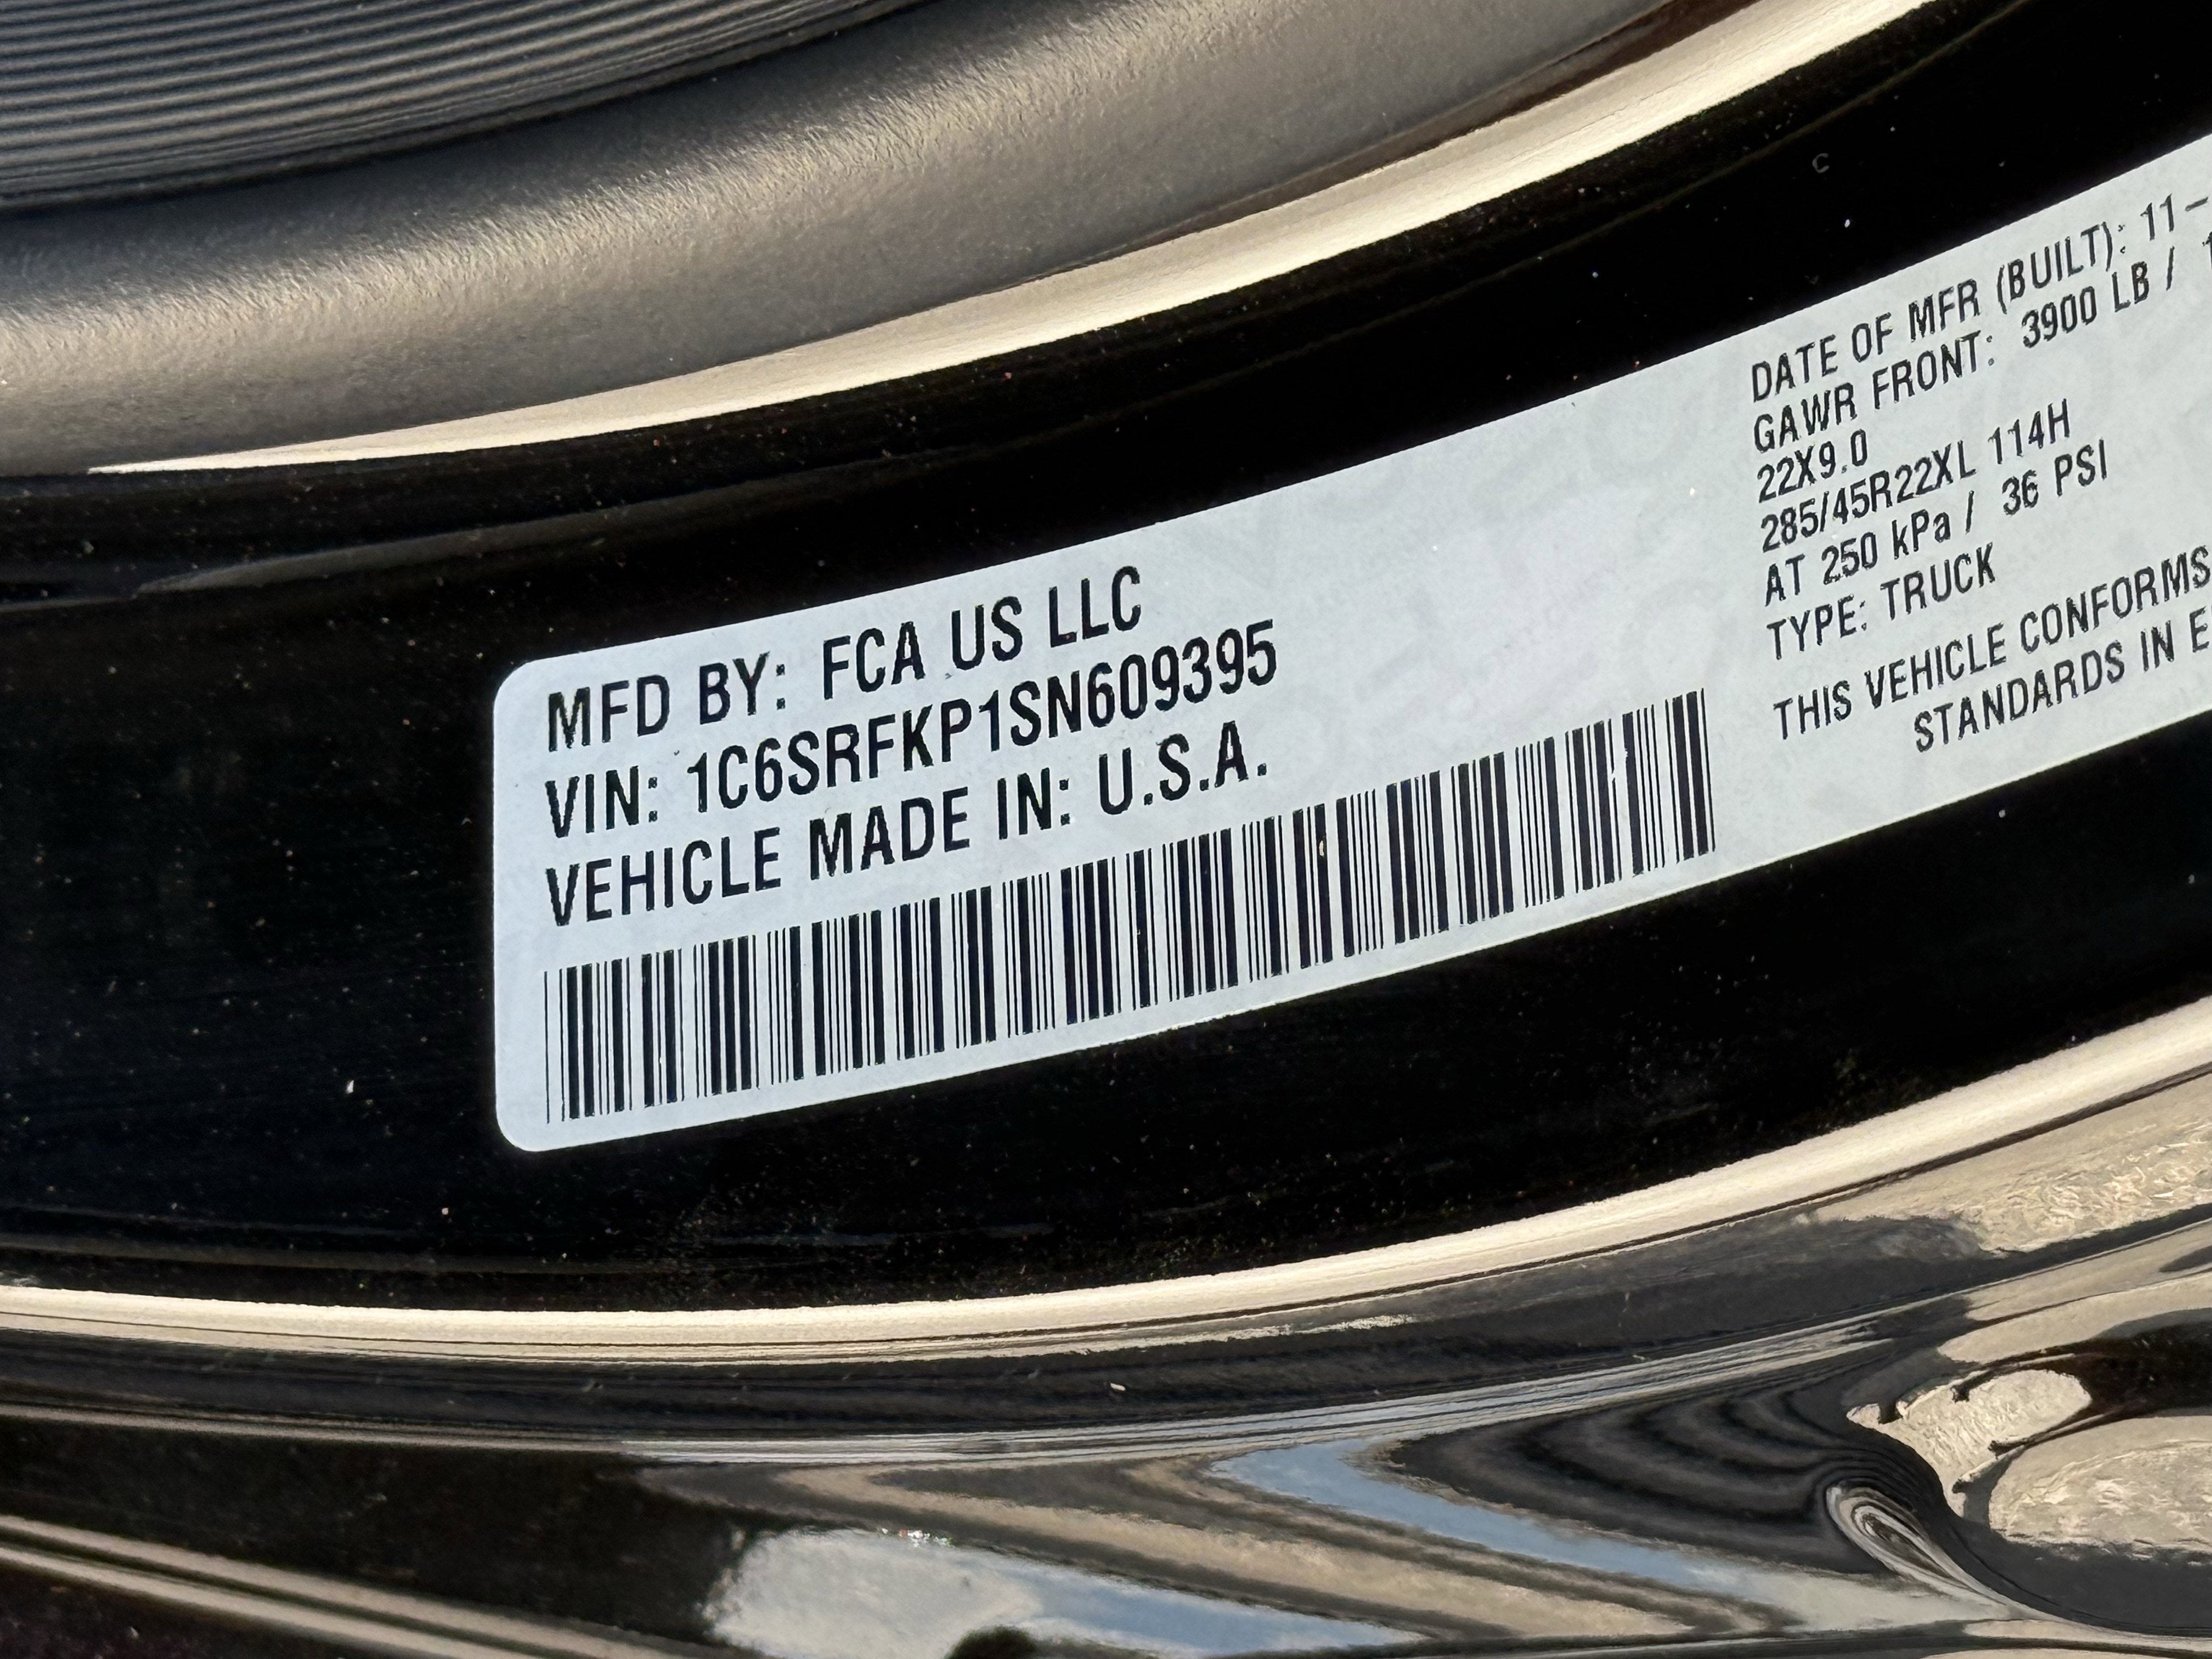 MFD BY: FCA US LLC
VIN: 1C6SRFKP1SN609395
VEHICLE MADE IN: U.S.A.
DATE OF MFR (BUILT): 11-
GAWR FRONT: 3900 LB /
22X9.0
285/45R22XL 114H
AT 250 kPa / 36 PSI
TYPE: TRUCK
THIS VEHICLE CONFORMS
STANDARDS IN E